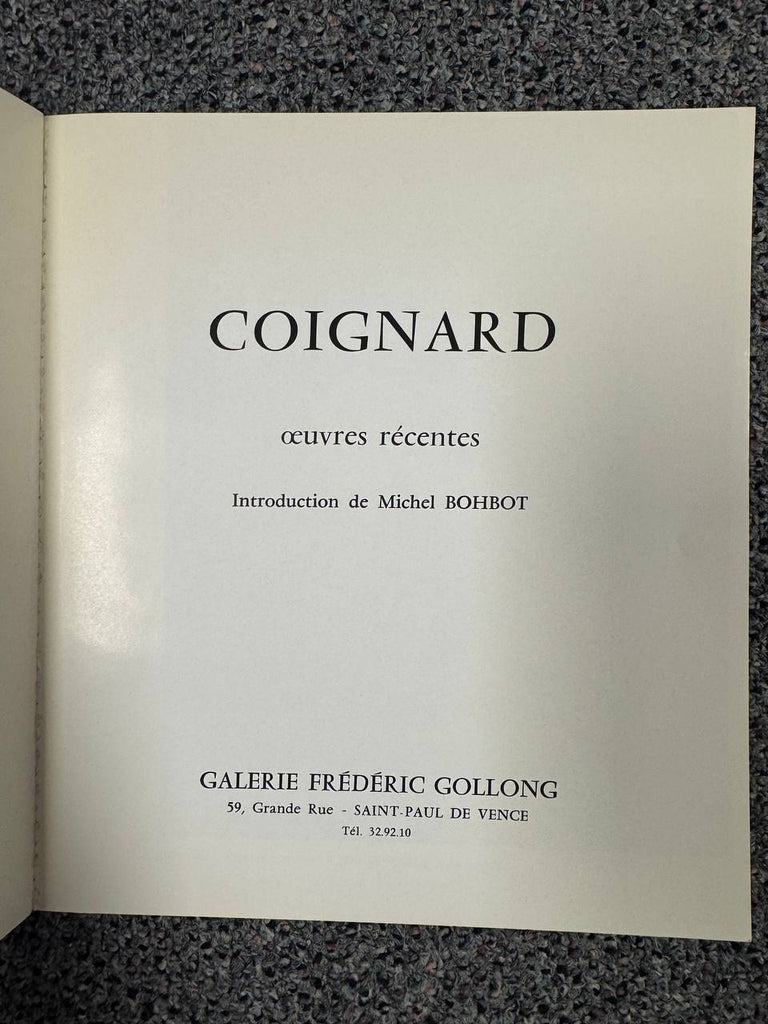 COIGNARD
œuvres récentes
Introduction de Michel BOHBOT
GALERIE FRÉDÉRIC GOLLONG
59, Grande Rue - SAINT-PAUL DE VENCE
Tél. 32.92.10